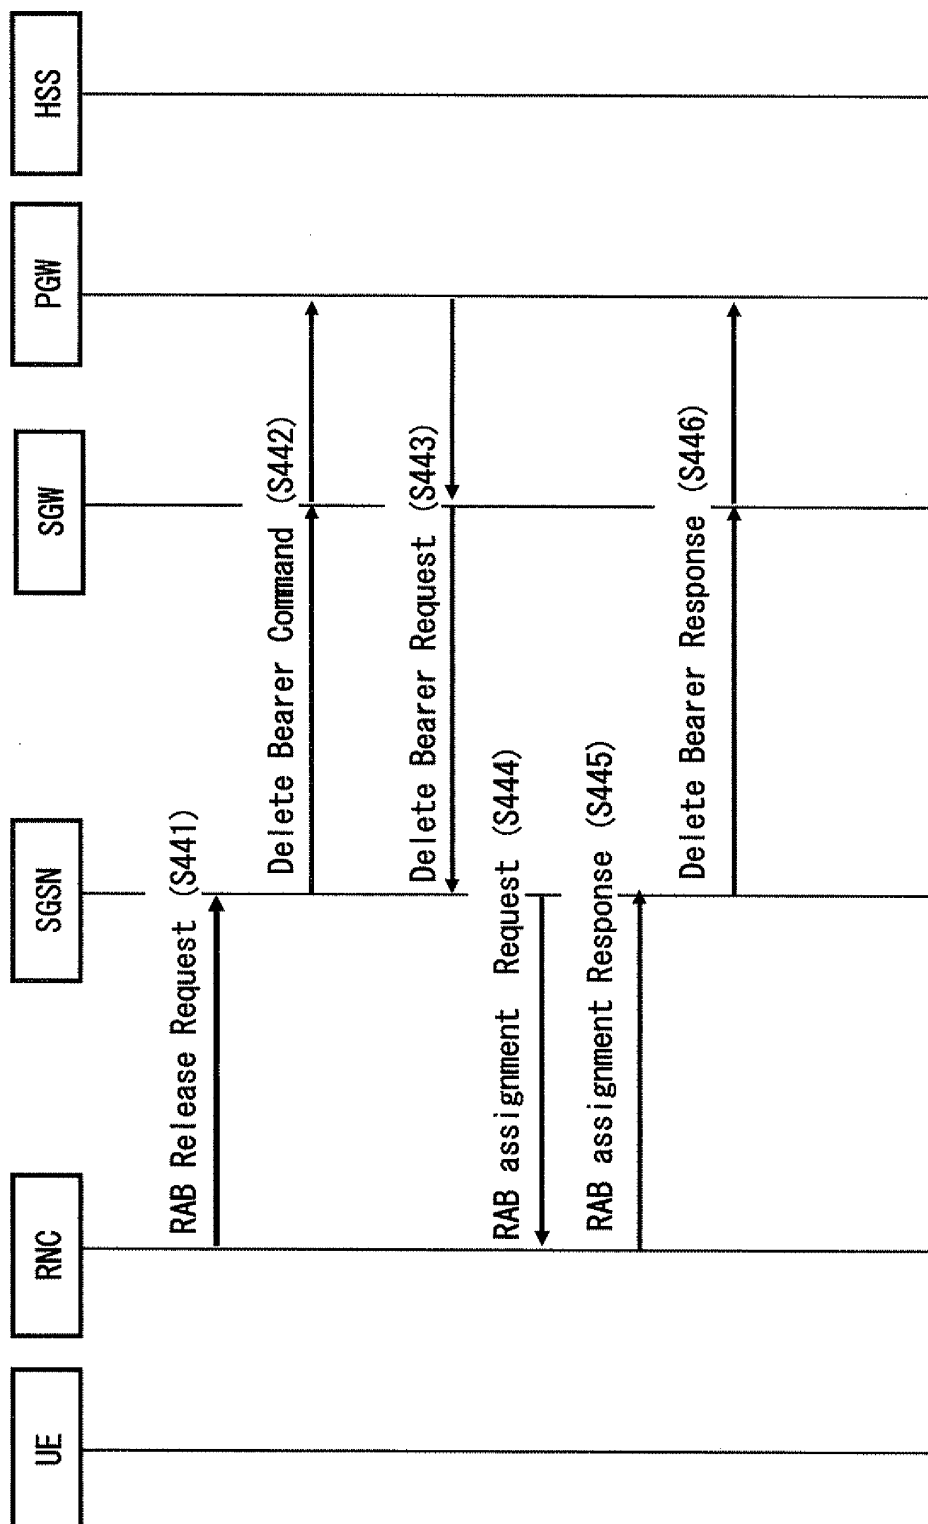 UE
RNC
SGSN
SGW
PGW
HSS
RAB Release Request (S441)
Delete Bearer Command (S442)
Delete Bearer Request (S443)
RAB assignment Request (S444)
RAB assignment Response (S445)
Delete Bearer Response (S446)